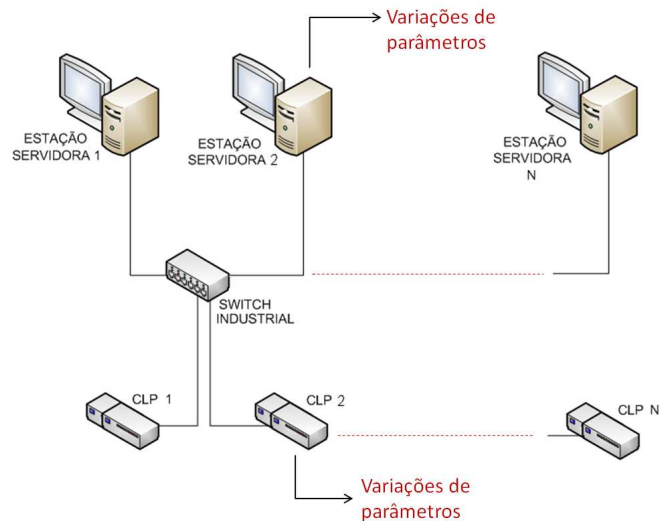 Variações de
parâmetros
ESTAÇÃO
SERVIDORA 1
ESTAÇÃO
SERVIDORA 2
ESTAÇÃO
SERVIDORA
N
SWITCH
INDUSTRIAL
CLP 1
CLP 2
CLP N
Variações de
parâmetros